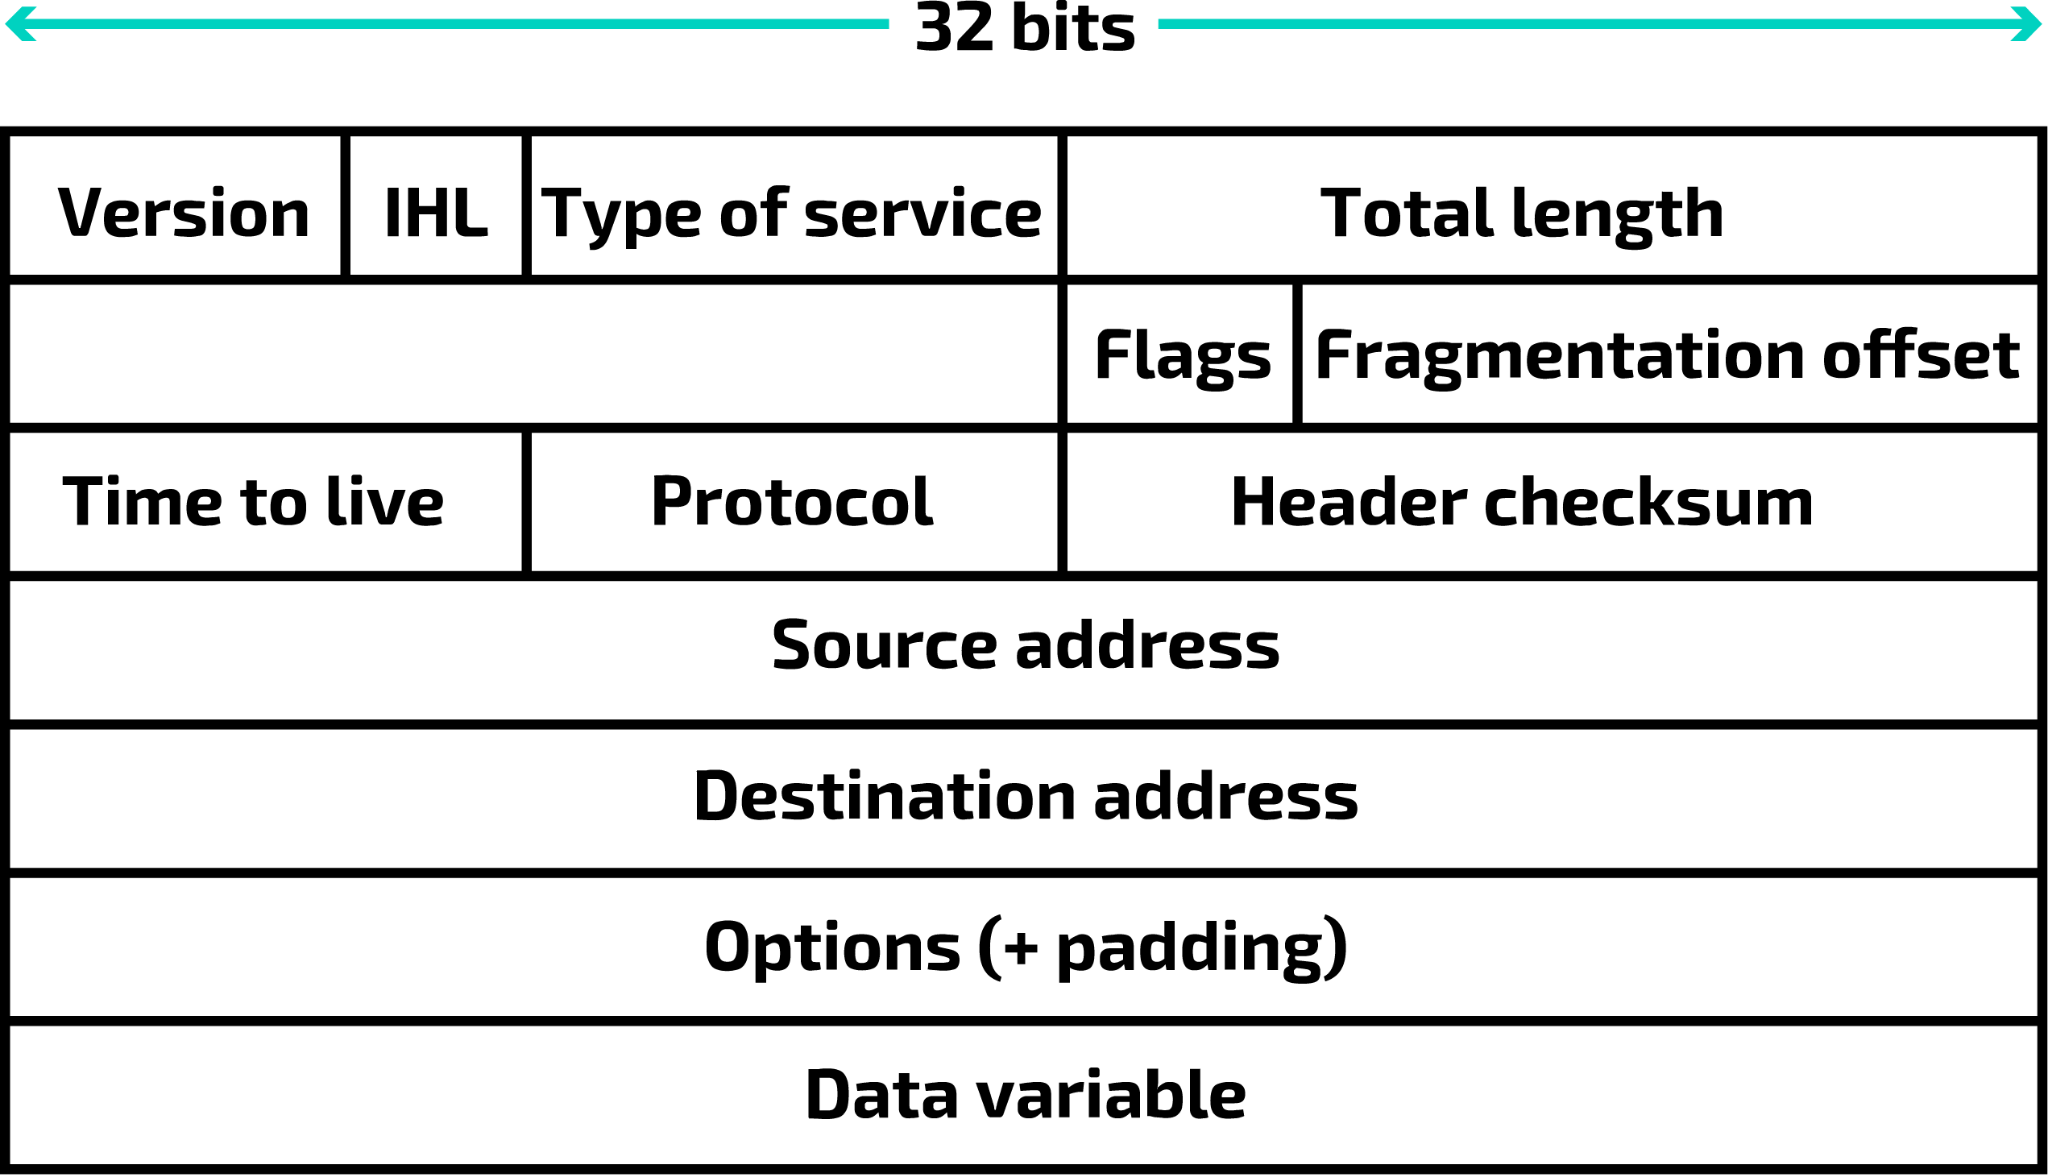 32 bits
Version IHL Type of service Total length
Flags Fragmentation offset
Time to live Protocol Header checksum
Source address
Destination address
Options (+ padding)
Data variable